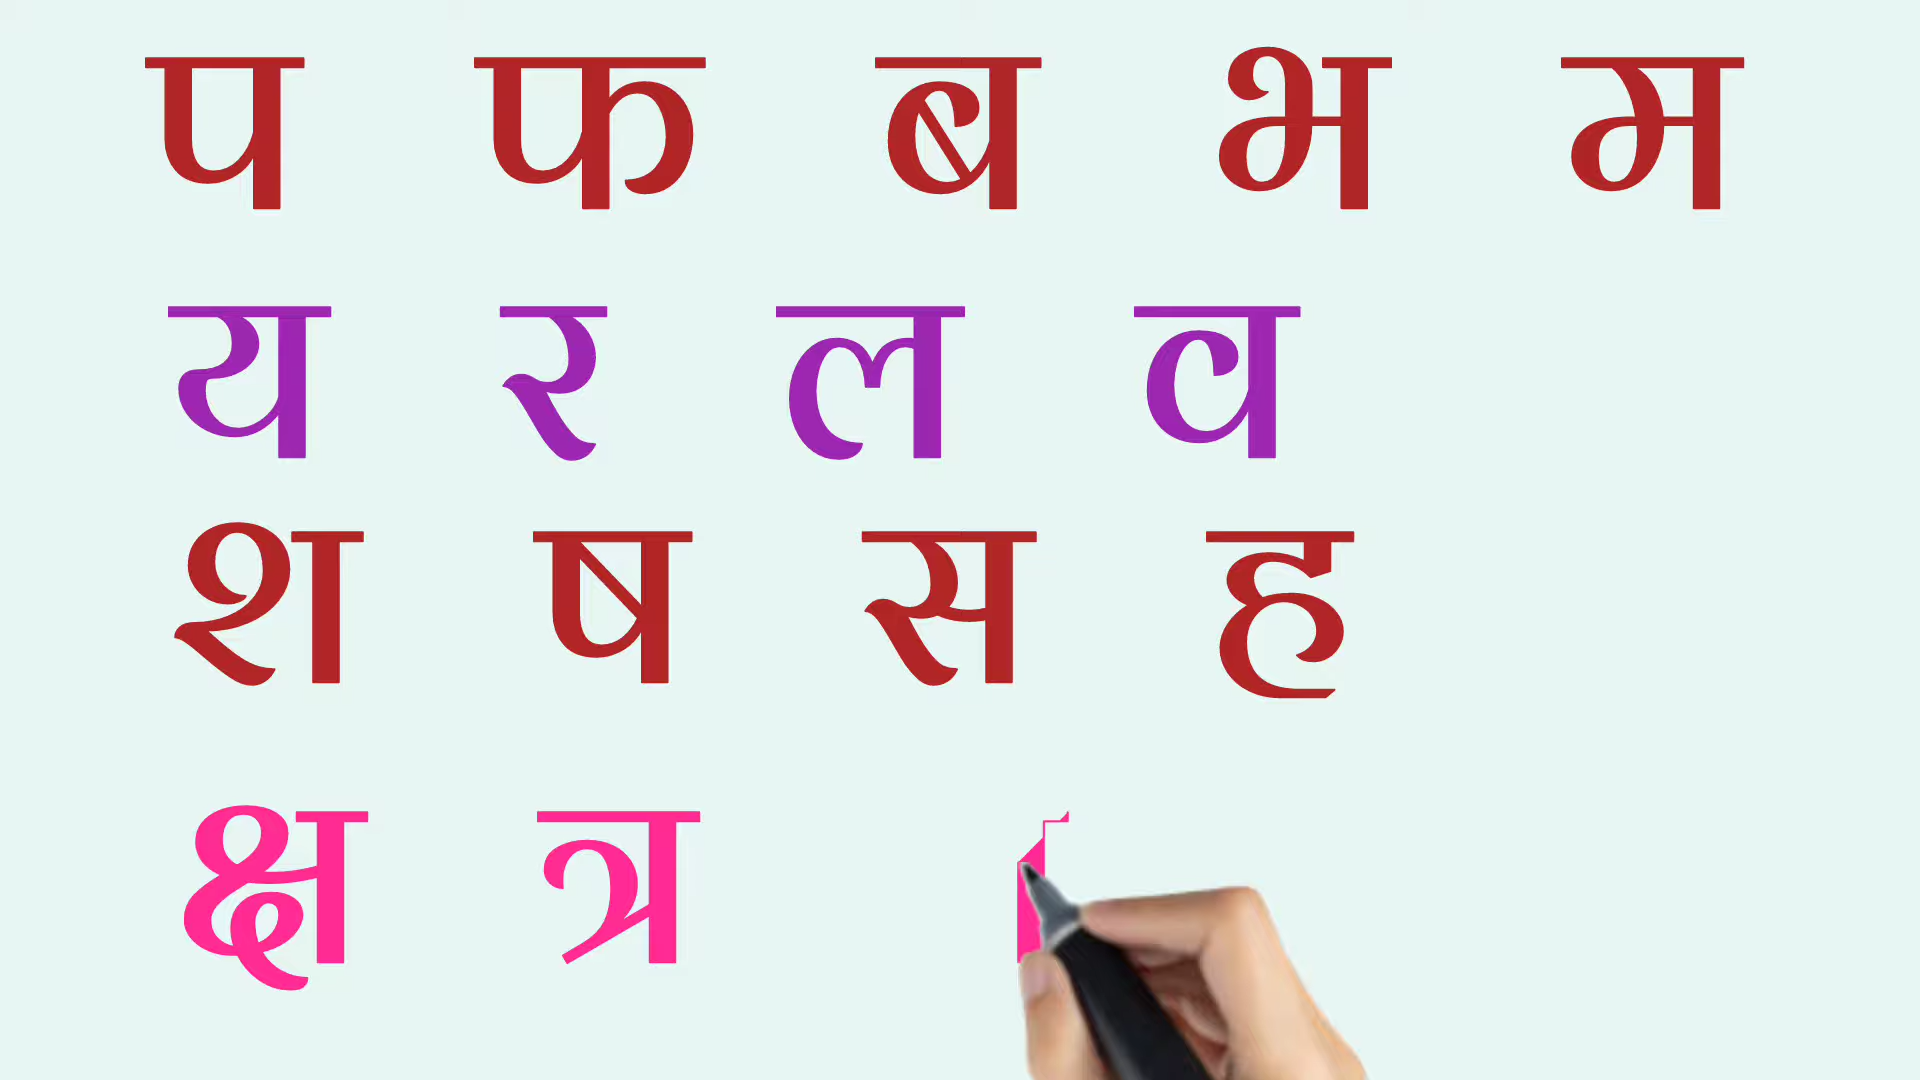 प फ ब भ म
य र ल व
श ष स ह
क्ष त्र